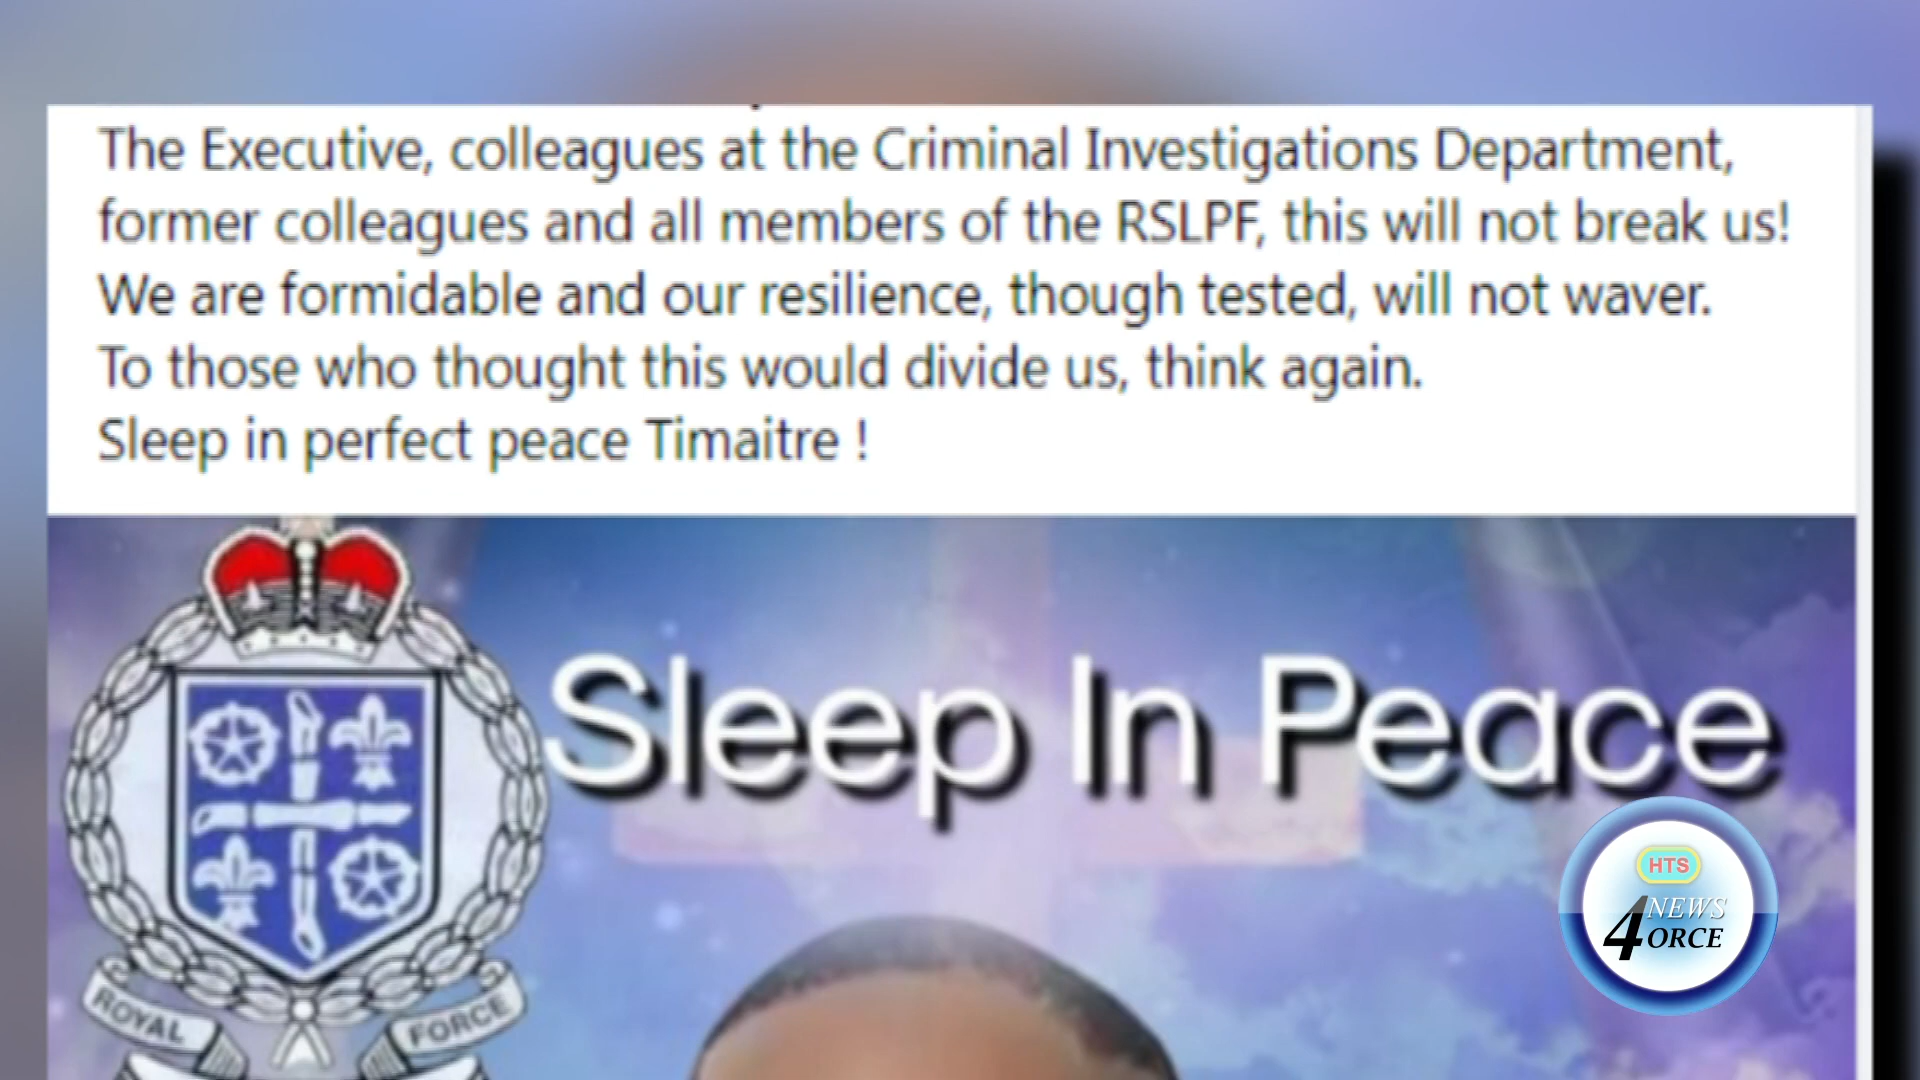 The Executive, colleagues at the Criminal Investigations Department,
former colleagues and all members of the RSLPF, this will not break us!
We are formidable and our resilience, though tested, will not waver.
To those who thought this would divide us, think again.
Sleep in perfect peace Timaitre !
Sleep In Peace
HTS
NEWS
4ORCE
ROYAL
FORCE